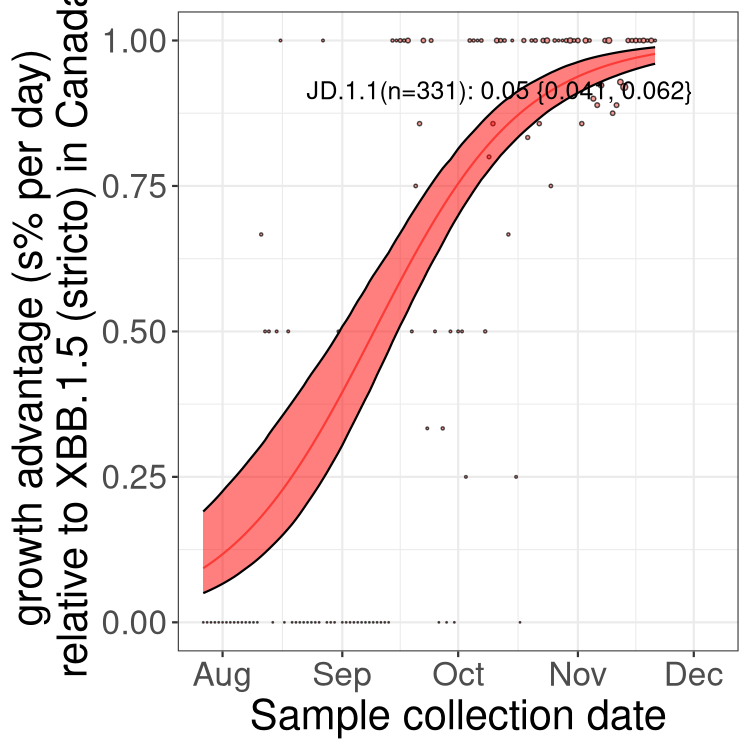 growth advantage (s% per day)
relative to XBB.1.5 (stricto) in Canada
1.00
0.75
0.50
0.25
0.00
JD.1.1(n=331): 0.05 {0.041, 0.062}
Aug Sep Oct Nov Dec
Sample collection date